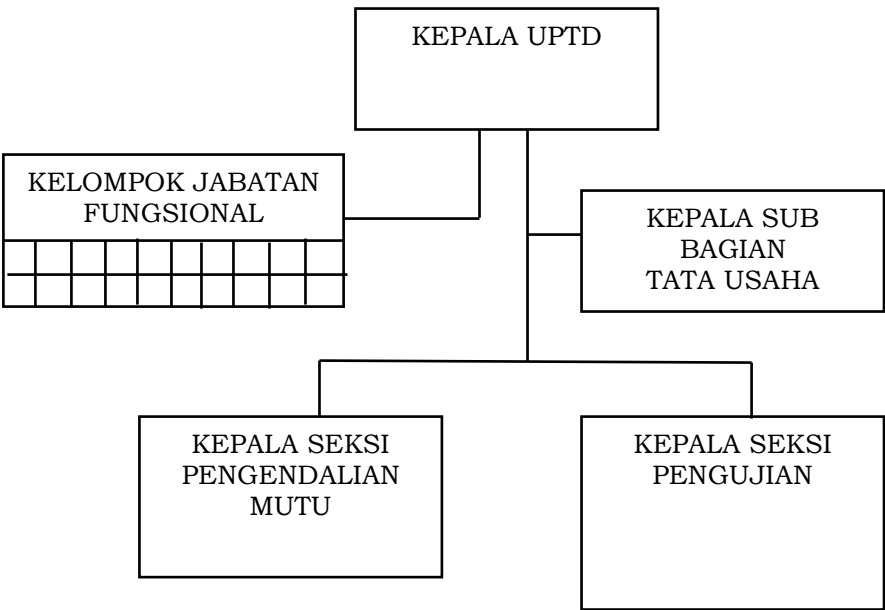 KEPALA UPTD
KELOMPOK JABATAN
FUNGSIONAL
KEPALA SUB
BAGIAN
TATA USAHA
KEPALA SEKSI
PENGENDALIAN
MUTU
KEPALA SEKSI
PENGUJIAN